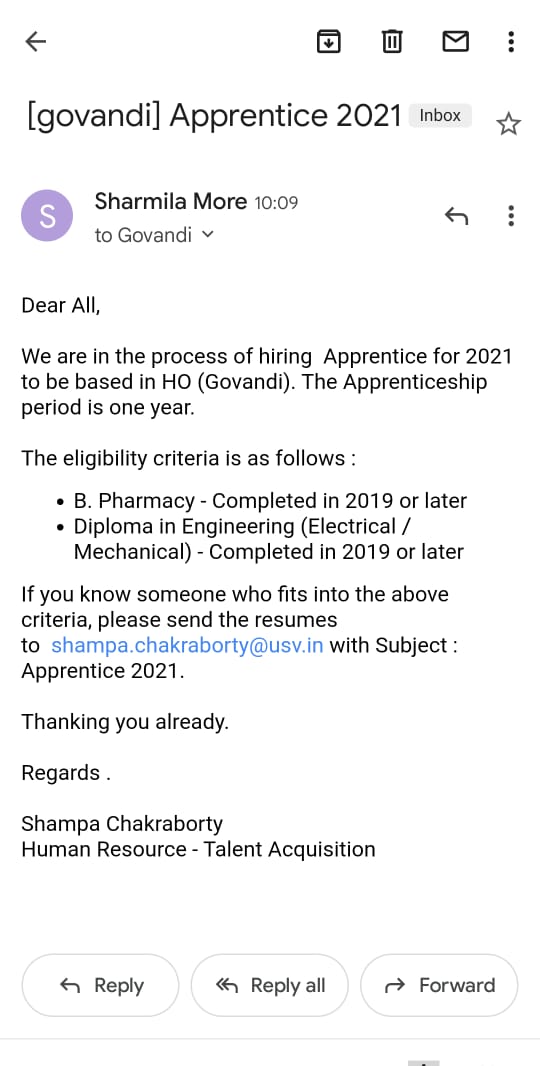 [govandi] Apprentice 2021 Inbox
S
Sharmila More 10:09
to Govandi
Dear All,
We are in the process of hiring  Apprentice for 2021
to be based in HO (Govandi). The Apprenticeship
period is one year.
The eligibility criteria is as follows :
• B. Pharmacy - Completed in 2019 or later
• Diploma in Engineering (Electrical /
Mechanical) - Completed in 2019 or later
If you know someone who fits into the above
criteria, please send the resumes
to  shampa.chakraborty@usv.in with Subject :
Apprentice 2021.
Thanking you already.
Regards .
Shampa Chakraborty
Human Resource - Talent Acquisition
Reply Reply all Forward